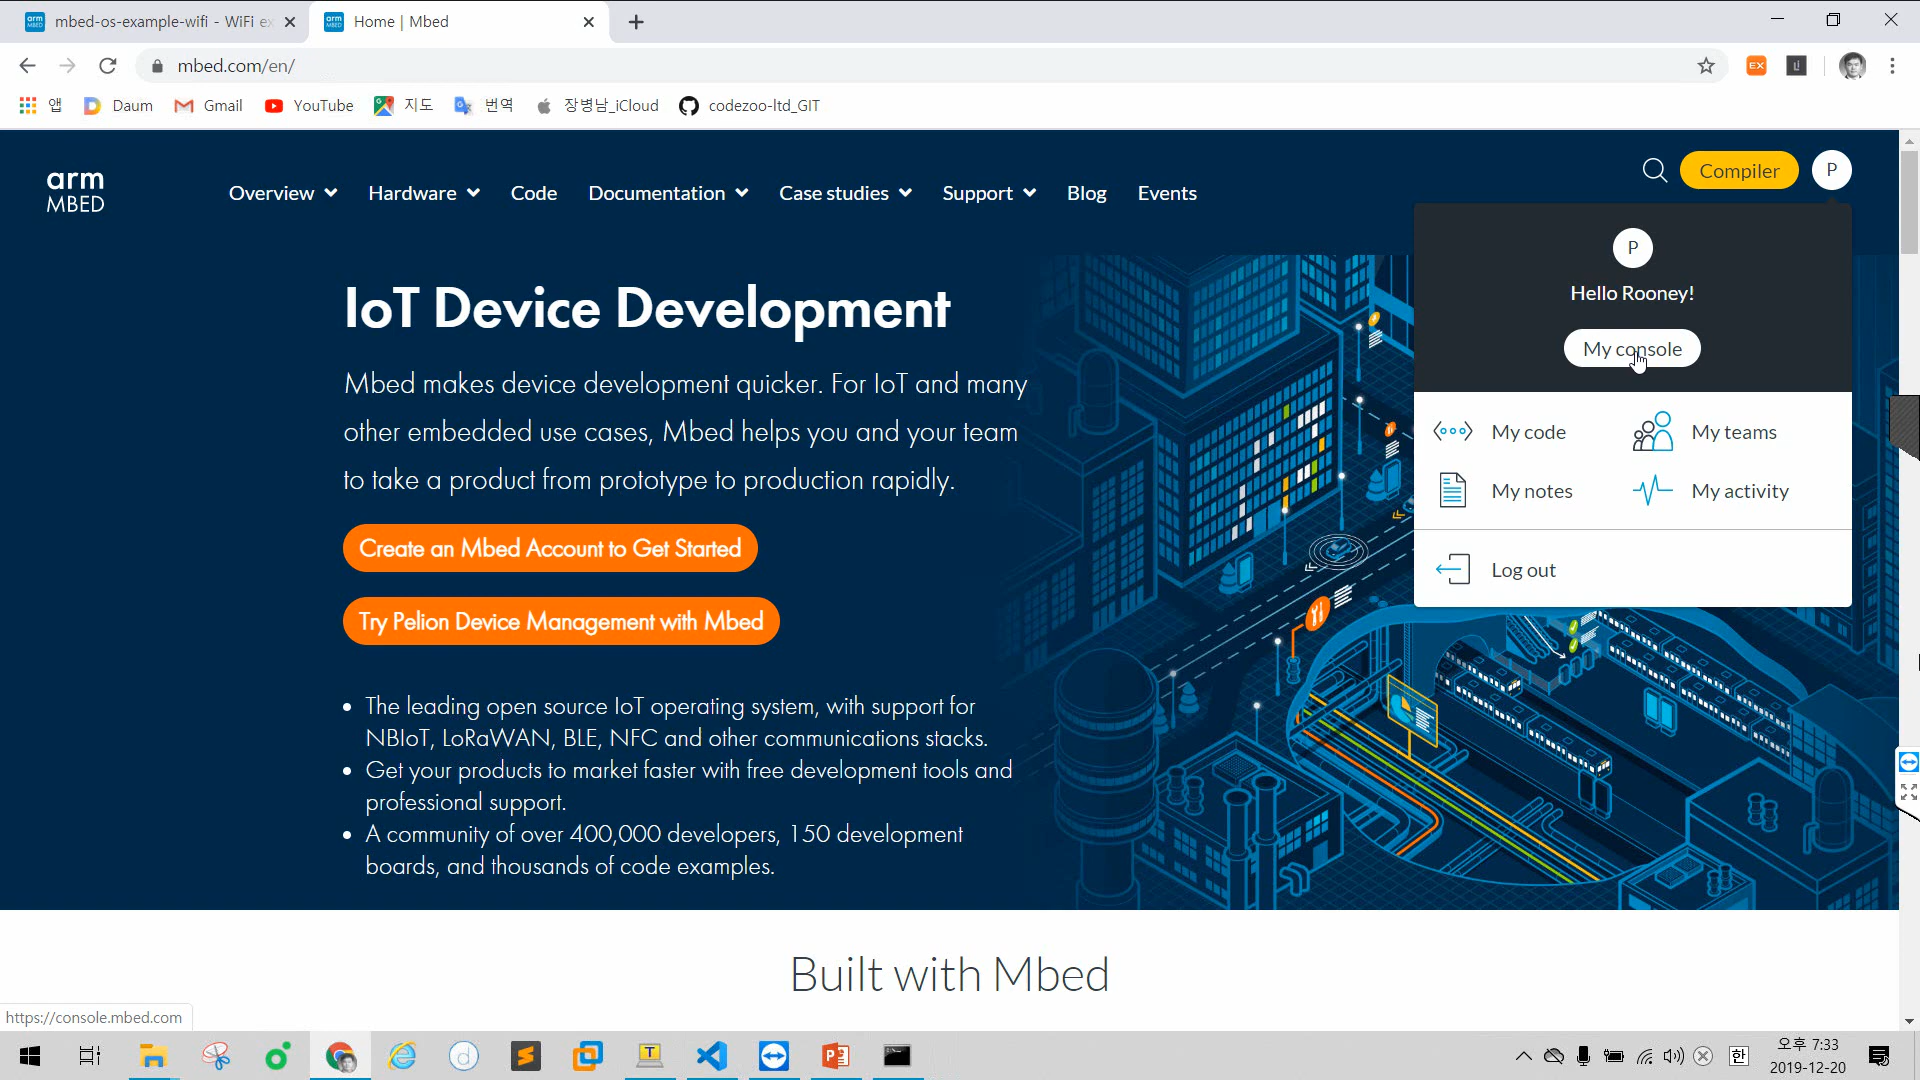 mbed-os-example-wifi - WiFi ex
Home | Mbed
mbed.com/en/
앱
Daum
Gmail
YouTube
지도
번역
장병남_iCloud
codezoo-ltd_GIT
arm
MBED
Overview
Hardware
Code
Documentation
Case studies
Support
Blog
Events
Compiler
P
P
Hello Rooney!
My console
My code
My teams
My notes
My activity
Log out
IoT Device Development
Mbed makes device development quicker. For IoT and many
other embedded use cases, Mbed helps you and your team
to take a product from prototype to production rapidly.
Create an Mbed Account to Get Started
Try Pelion Device Management with Mbed
The leading open source IoT operating system, with support for
NBIoT, LoRaWAN, BLE, NFC and other communications stacks.
Get your products to market faster with free development tools and
professional support.
A community of over 400,000 developers, 150 development
boards, and thousands of code examples.
Built with Mbed
https://console.mbed.com
한
오후 7:33
2019-12-20